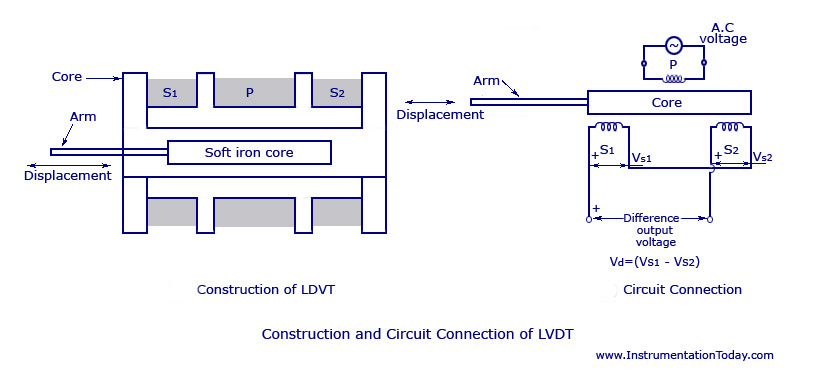 Core
S1
P
S2
Arm
Soft iron core
Displacement
Construction of LDVT
A.C
voltage
~
P
Arm
Displacement
Core
+
S1
Vs1
+
S2
Vs2
+
Difference
output
voltage
Vd=(Vs1 - Vs2)
Circuit Connection
Construction and Circuit Connection of LVDT
www.InstrumentationToday.com